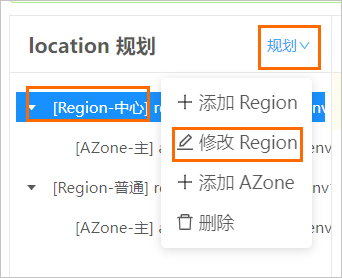 location 规划
规划
[Region-中心]
添加 Region
[AZone-主]
修改 Region
[Region-普通]
添加 AZone
[AZone-主]
删除